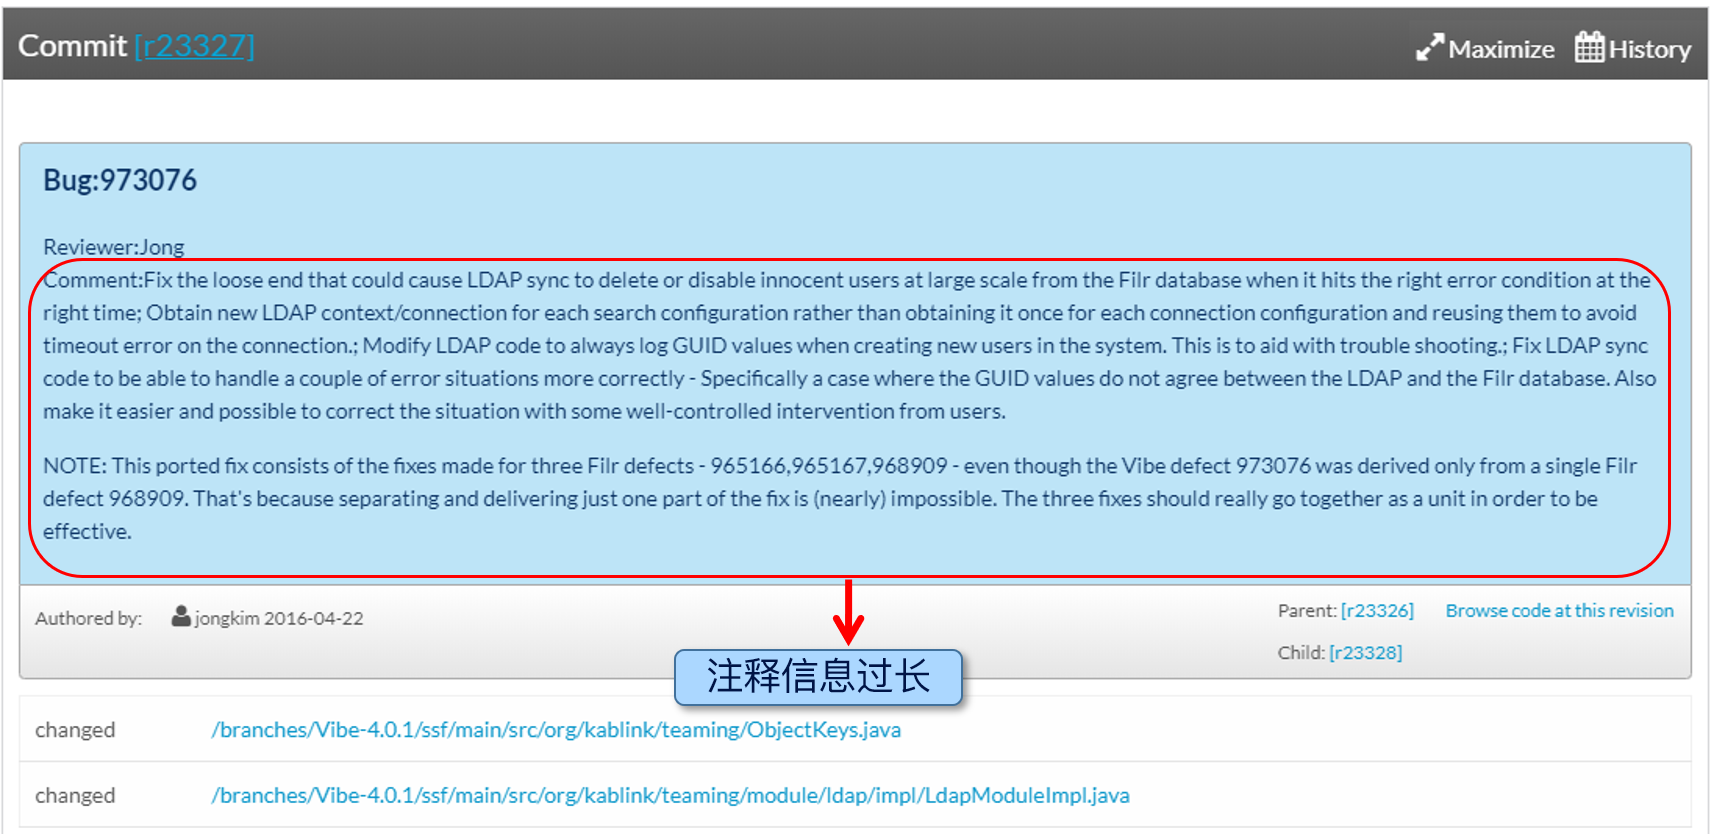 Commit [r23327]
Maximize History
Bug:973076
Reviewer:Jong
Comment:Fix the loose end that could cause LDAP sync to delete or disable innocent users at large scale from the Filr database when it hits the right error condition at the
right time; Obtain new LDAP context/connection for each search configuration rather than obtaining it once for each connection configuration and reusing them to avoid
timeout error on the connection.; Modify LDAP code to always log GUID values when creating new users in the system. This is to aid with trouble shooting.; Fix LDAP sync
code to be able to handle a couple of error situations more correctly - Specifically a case where the GUID values do not agree between the LDAP and the Filr database. Also
make it easier and possible to correct the situation with some well-controlled intervention from users.
NOTE: This ported fix consists of the fixes made for three Filr defects - 965166,965167,968909 - even though the Vibe defect 973076 was derived only from a single Filr
defect 968909. That's because separating and delivering just one part of the fix is (nearly) impossible. The three fixes should really go together as a unit in order to be
effective.
Authored by: jongkim 2016-04-22
Parent: [r23326] Browse code at this revision
Child: [r23328]
注释信息过长
changed /branches/Vibe-4.0.1/ssf/main/src/org/kablink/teaming/ObjectKeys.java
changed /branches/Vibe-4.0.1/ssf/main/src/org/kablink/teaming/module/ldap/impl/LdapModuleImpl.java